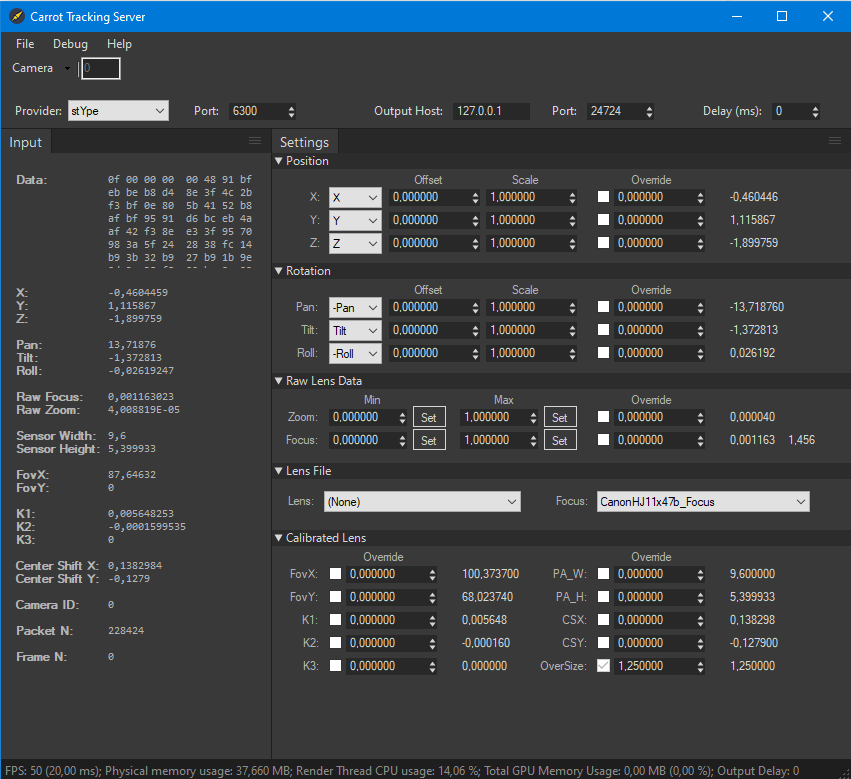 Carrot Tracking Server
File Debug Help
Camera 0
Provider: stYpe Port: 6300 Output Host: 127.0.0.1 Port: 24724 Delay (ms): 0
Input
Data: 0f 00 00 00 00 48 91 bf
eb be b8 d4 8e 3f 4c 2b
f3 bf 0e 80 5b 41 52 b8
af bf 95 91 d6 bc eb 4a
af 42 f3 8e e3 3f 95 70
98 3a 5f 24 28 38 fc 14
b9 3b 32 b9 27 b9 1b 9e
X: -0,4604459
Y: 1,115867
Z: -1,899759
Pan: 13,71876
Tilt: -1,372813
Roll: -0,02619247
Raw Focus: 0,001163023
Raw Zoom: 4,008819E-05
Sensor Width: 9,6
Sensor Height: 5,399933
FovX: 87,64632
FovY: 0
K1: 0,005648253
K2: -0,0001599535
K3: 0
Center Shift X: 0,1382984
Center Shift Y: -0,1279
Camera ID: 0
Packet N: 228424
Frame N: 0
Settings
Position
Offset Scale Override
X: X 0,000000 1,000000 0,000000 -0,460446
Y: Y 0,000000 1,000000 0,000000 1,115867
Z: Z 0,000000 1,000000 0,000000 -1,899759
Rotation
Offset Scale Override
Pan: -Pan 0,000000 1,000000 0,000000 -13,718760
Tilt: Tilt 0,000000 1,000000 0,000000 -1,372813
Roll: -Roll 0,000000 1,000000 0,000000 0,026192
Raw Lens Data
Min Max Override
Zoom: 0,000000 Set 1,000000 Set 0,000000 0,000040
Focus: 0,000000 Set 1,000000 Set 0,000000 0,001163 1,456
Lens File
Lens: (None) Focus: CanonHJ11x47b_Focus
Calibrated Lens
Override Override
FovX: 0,000000 100,373700 PA_W: 0,000000 9,600000
FovY: 0,000000 68,023740 PA_H: 0,000000 5,399933
K1: 0,000000 0,005648 CSX: 0,000000 0,138298
K2: 0,000000 -0,000160 CSY: 0,000000 -0,127900
K3: 0,000000 0,000000 OverSize: 1,250000 1,250000
FPS: 50 (20,00 ms); Physical memory usage: 37,660 MB; Render Thread CPU usage: 14,06 %; Total GPU Memory Usage: 0,00 MB (0,00 %); Output Delay: 0